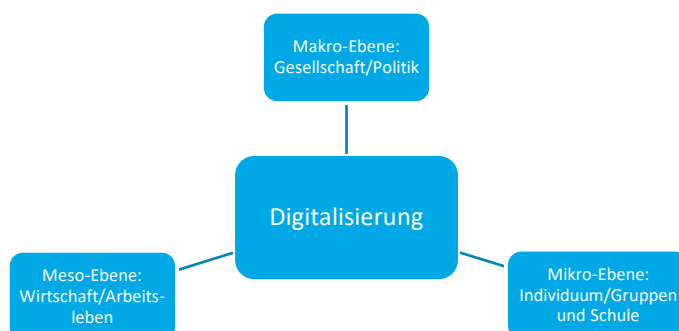 Makro-Ebene:
Gesellschaft/Politik
Digitalisierung
Meso-Ebene:
Wirtschaft/Arbeits-
leben
Mikro-Ebene:
Individuum/Gruppen
und Schule